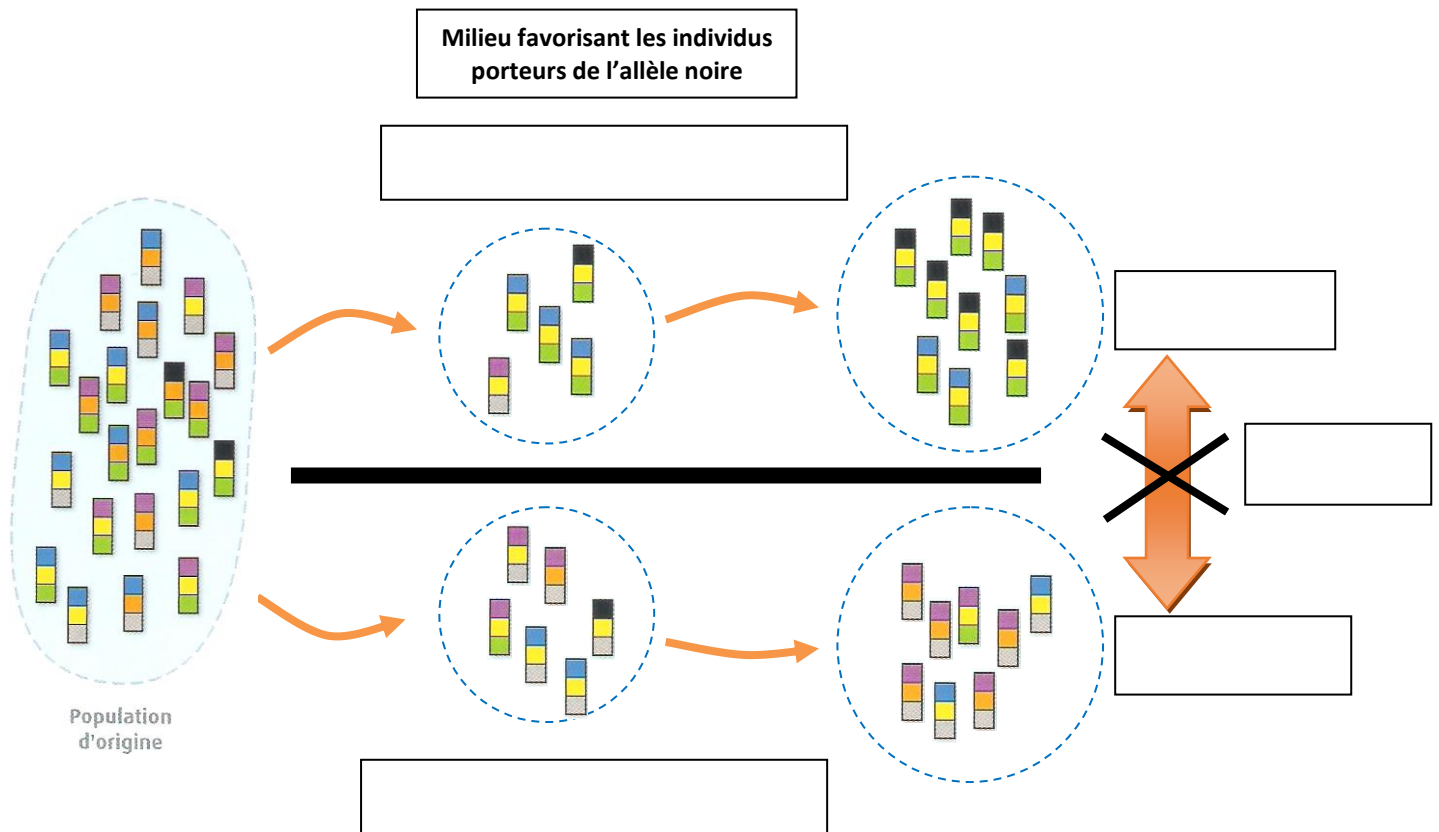 Milieu favorisant les individus
porteurs de l'allèle noire
Population
d'origine